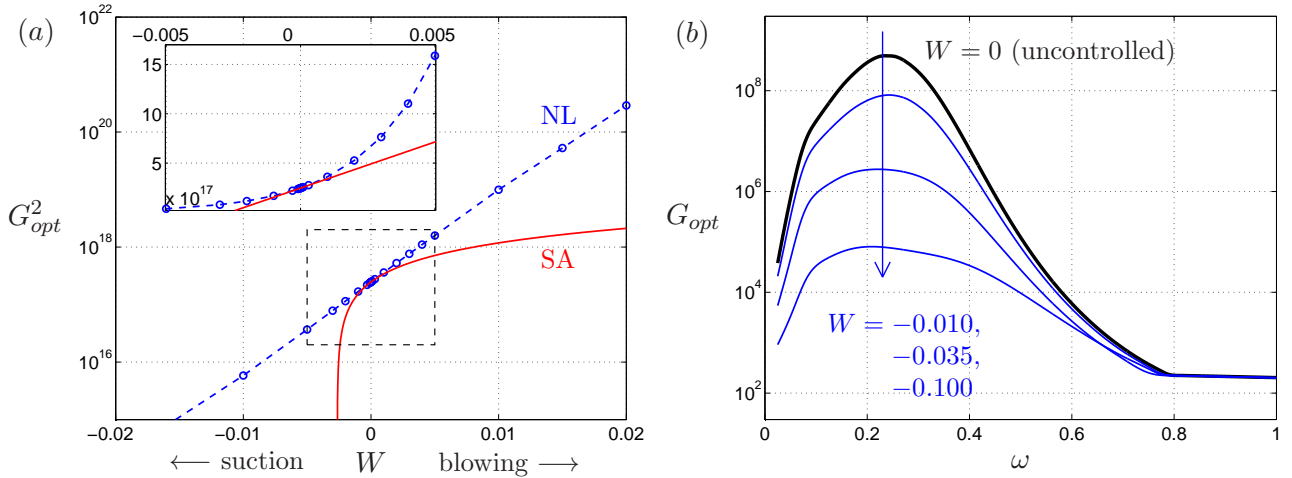 (a)
10^22
10^20
10^18
10^16
G_opt^2
−0.005 0 0.005
15
10
5
x 10^17
NL
SA
−0.02 −0.01 0 0.01 0.02
⟵ suction W blowing ⟶
(b)
W = 0 (uncontrolled)
10^8
10^6
10^4
10^2
G_opt
W = −0.010,
−0.035,
−0.100
0 0.2 0.4 0.6 0.8 1
ω